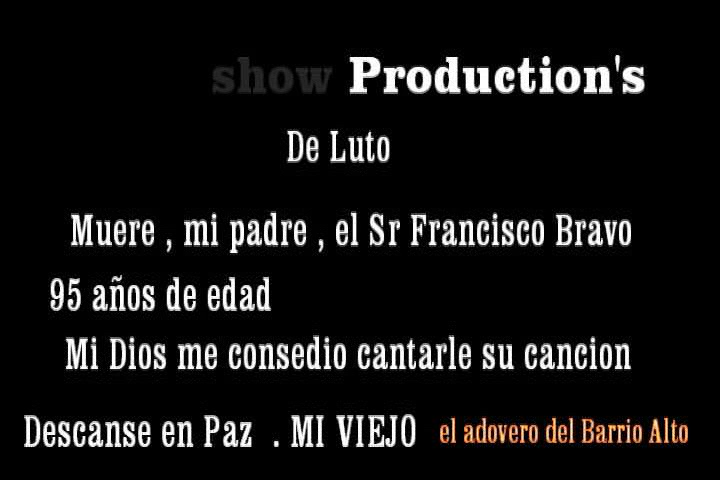 show Production's
De Luto
Muere , mi padre , el Sr Francisco Bravo
95 años de edad
Mi Dios me consedio cantarle su cancion
Descanse en Paz . MI VIEJO el adovero del Barrio Alto